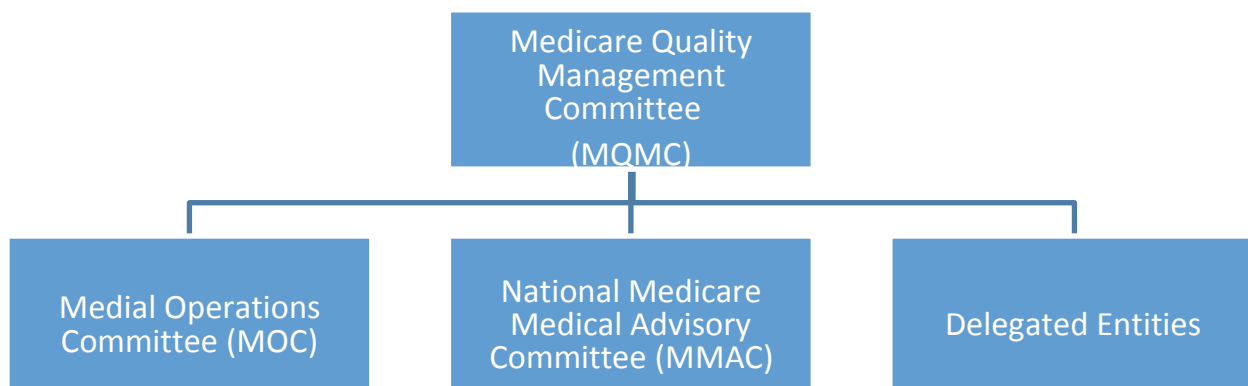 Medicare Quality
Management
Committee
(MQMC)
Medial Operations
Committee (MOC)
National Medicare
Medical Advisory
Committee (MMAC)
Delegated Entities